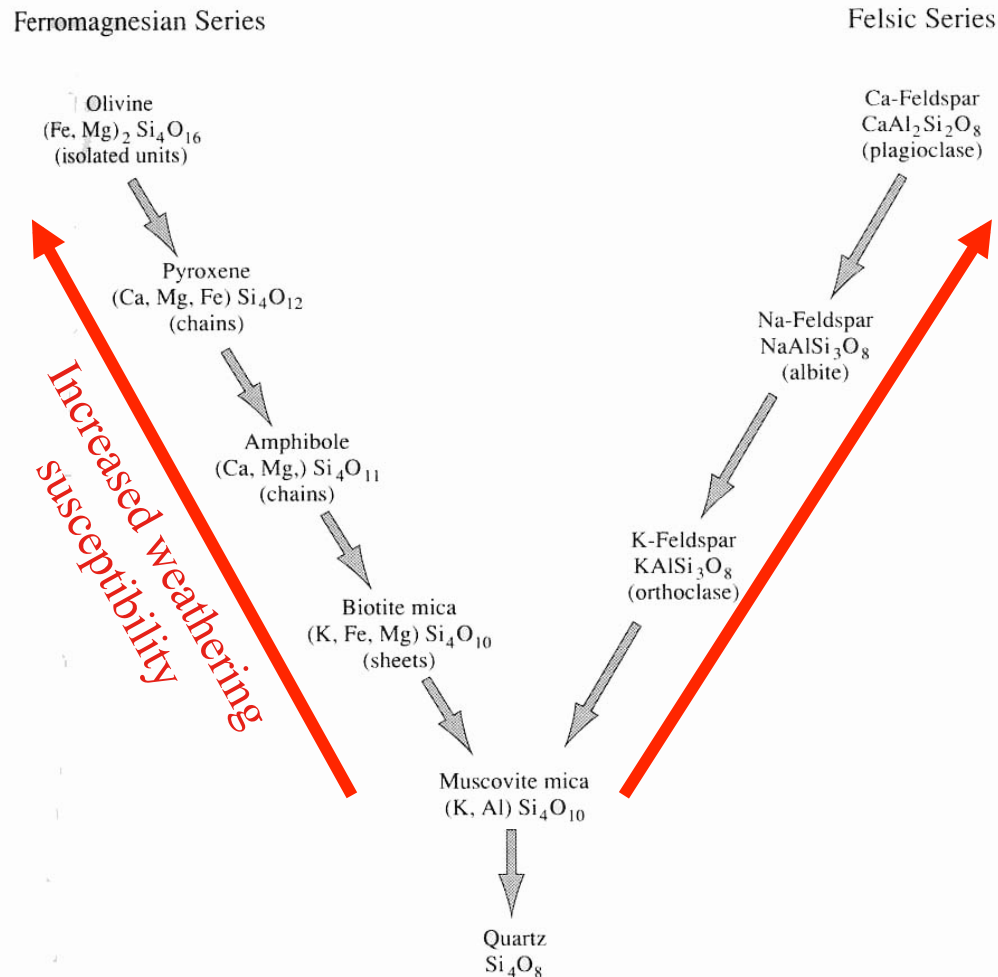 Ferromagnesian Series
Felsic Series
Olivine
(Fe, Mg)₂ Si₄O₁₆
(isolated units)
Ca-Feldspar
CaAl₂Si₂O₈
(plagioclase)
Pyroxene
(Ca, Mg, Fe) Si₄O₁₂
(chains)
Na-Feldspar
NaAlSi₃O₈
(albite)
Increased weathering
susceptibility
Amphibole
(Ca, Mg,) Si₄O₁₁
(chains)
K-Feldspar
KAlSi₃O₈
(orthoclase)
Biotite mica
(K, Fe, Mg) Si₄O₁₀
(sheets)
Muscovite mica
(K, Al) Si₄O₁₀
Quartz
Si₄O₈